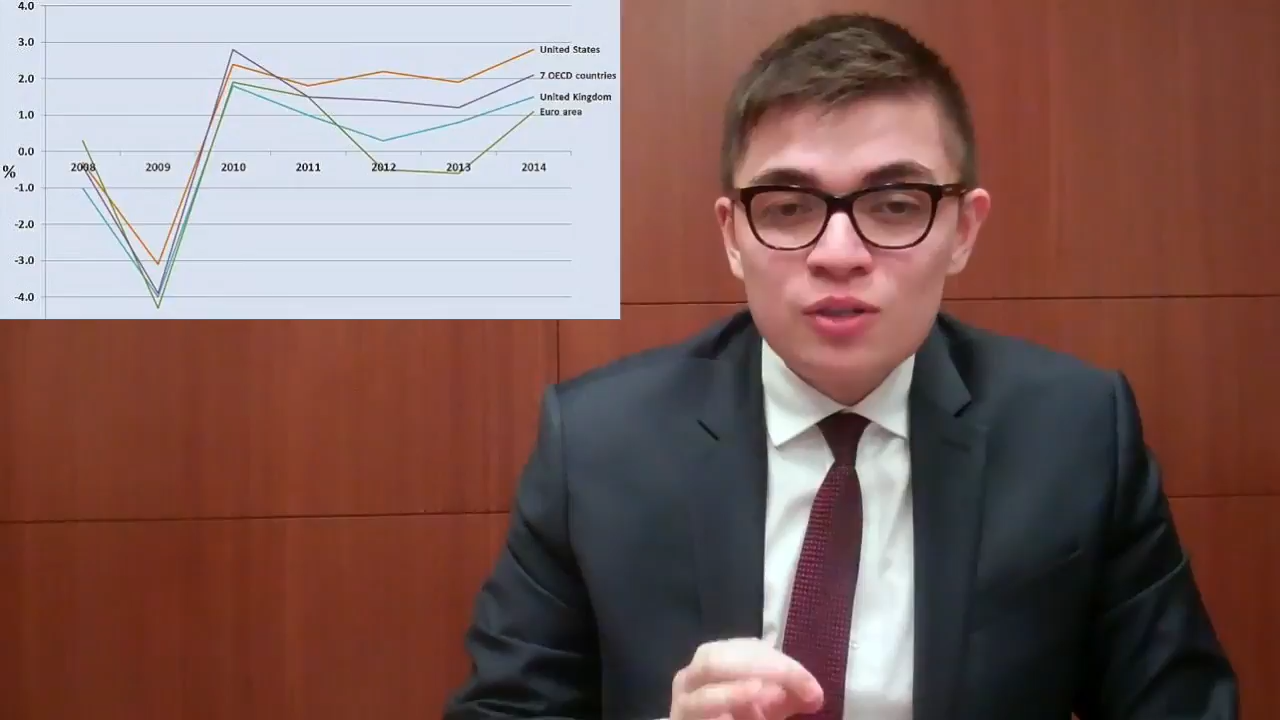 4.0
3.0
United States
2.0
7 OECD countries
United Kingdom
1.0
Euro area
0.0
2008 2009 2010 2011 2012 2013 2014
%
-1.0
-2.0
-3.0
-4.0